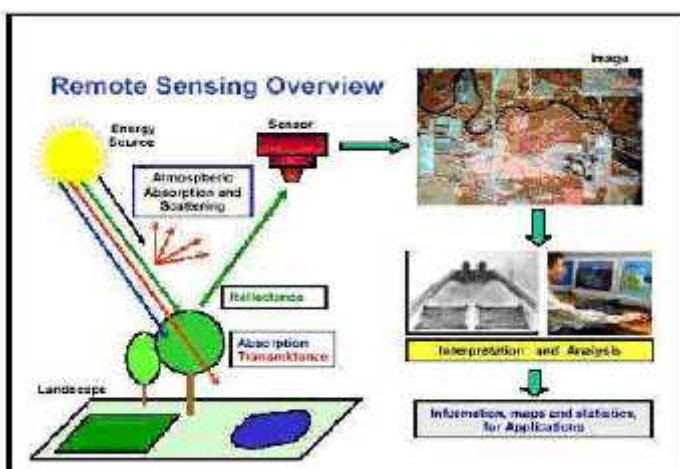 Image
Remote Sensing Overview
Energy
Source
Sensor
Atmospheric
Absorption and
Scattering
Reflectance
Absorption
Transmittance
Landscape
Interpretation and Analysis
Information, maps and statistics,
for Applications